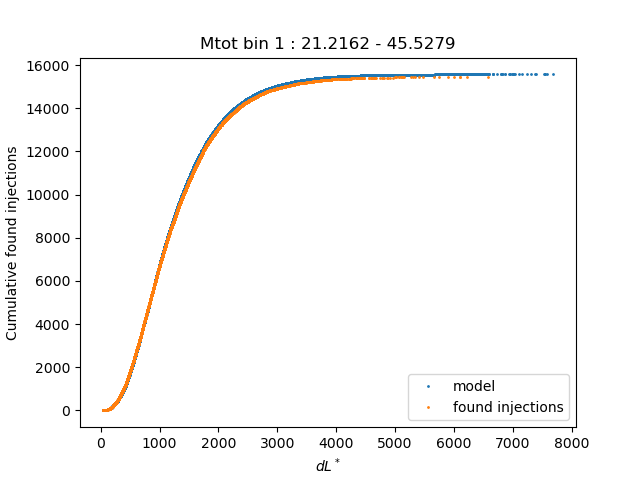 Mtot bin 1 : 21.2162 - 45.5279
Cumulative found injections
16000
14000
12000
10000
8000
6000
4000
2000
0
0 1000 2000 3000 4000 5000 6000 7000 8000
dL*
model
found injections